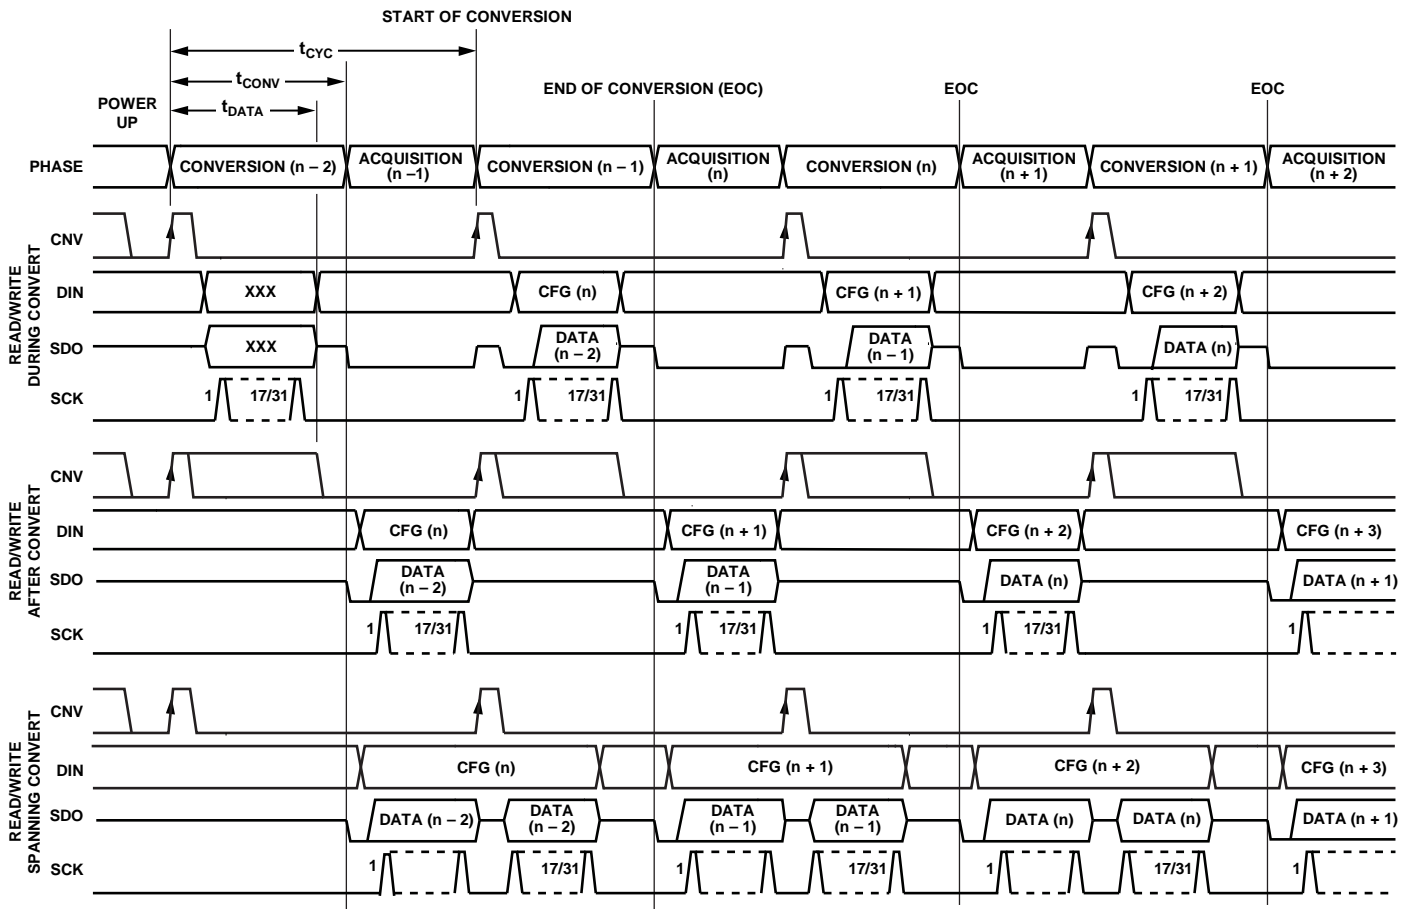 START OF CONVERSION
tCYC
tCONV
END OF CONVERSION (EOC)
EOC
EOC
POWER
UP
tDATA
PHASE
CONVERSION (n – 2)
ACQUISITION
(n –1)
CONVERSION (n – 1)
ACQUISITION
(n)
CONVERSION (n)
ACQUISITION
(n + 1)
CONVERSION (n + 1)
ACQUISITION
(n + 2)
READ/WRITE
DURING CONVERT
CNV
DIN
XXX
CFG (n)
CFG (n + 1)
CFG (n + 2)
SDO
XXX
DATA
(n – 2)
DATA
(n – 1)
DATA (n)
SCK
1
17/31
1
17/31
1
17/31
1
17/31
READ/WRITE
AFTER CONVERT
CNV
DIN
CFG (n)
CFG (n + 1)
CFG (n + 2)
CFG (n + 3)
SDO
DATA
(n – 2)
DATA
(n – 1)
DATA (n)
DATA (n + 1)
SCK
1
17/31
1
17/31
1
17/31
1
READ/WRITE
SPANNING CONVERT
CNV
DIN
CFG (n)
CFG (n + 1)
CFG (n + 2)
CFG (n + 3)
SDO
DATA (n – 2)
DATA
(n – 2)
DATA
(n – 1)
DATA
(n – 1)
DATA (n)
DATA (n)
DATA (n + 1)
SCK
1
17/31
1
17/31
1
17/31
1